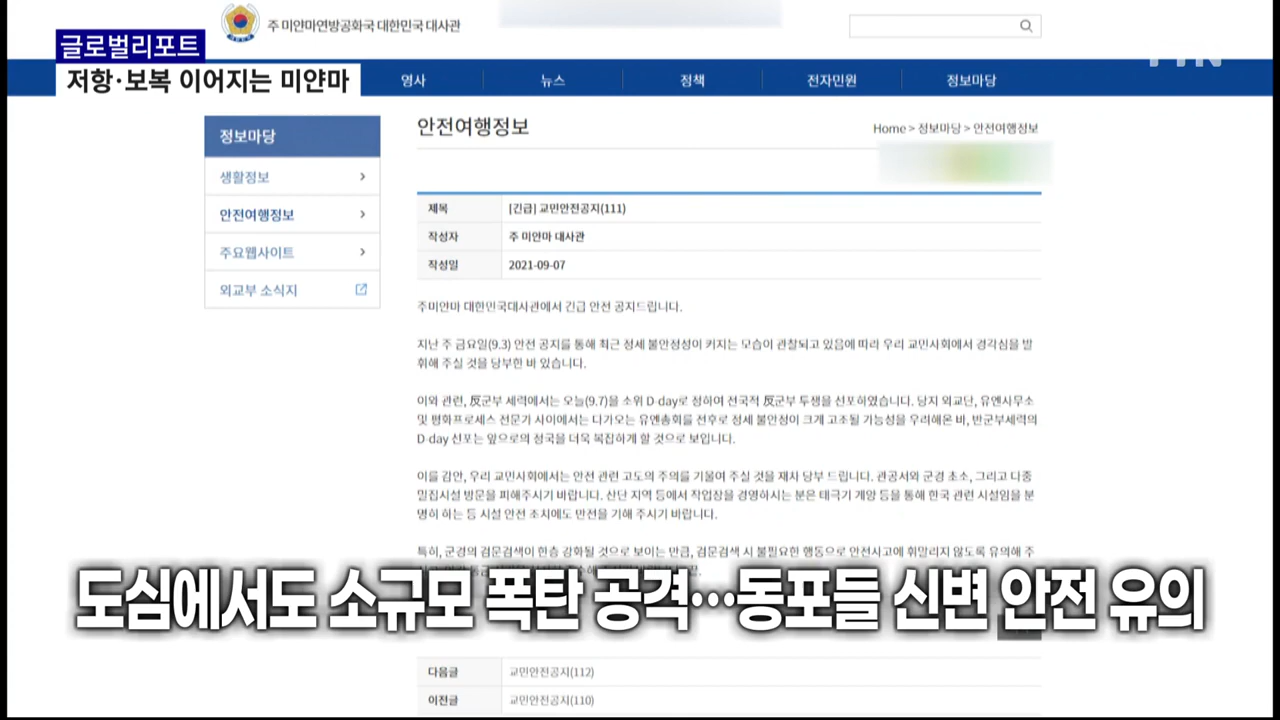 주 미얀마연방공화국 대한민국 대사관
글로벌리포트
저항·보복 이어지는 미얀마
영사 뉴스 정책 전자민원 정보마당
YTN
정보마당
생활정보
안전여행정보
주요웹사이트
외교부 소식지
안전여행정보
Home > 정보마당 > 안전여행정보
제목 [긴급] 교민안전공지(111)
작성자 주 미얀마 대사관
작성일 2021-09-07
주미얀마 대한민국대사관에서 긴급 안전 공지드립니다.
지난 주 금요일(9.3) 안전 공지를 통해 최근 정세 불안정성이 커지는 모습이 관찰되고 있음에 따라 우리 교민사회에서 경각심을 발
휘해 주실 것을 당부한 바 있습니다.
이와 관련, 反군부 세력에서는 오늘(9.7)을 소위 D-day로 정하여 전국적 反군부 투쟁을 선포하였습니다. 당지 외교단, 유엔사무소
및 평화프로세스 전문가 사이에서는 다가오는 유엔총회를 전후로 정세 불안정이 크게 고조될 가능성을 우려해온 바, 반군부세력의
D-day 선포는 앞으로의 정국을 더욱 복잡하게 할 것으로 보입니다.
이를 감안, 우리 교민사회에서는 안전 관련 고도의 주의를 기울여 주실 것을 재차 당부 드립니다. 관공서와 군경 초소, 그리고 다중
밀집시설 방문을 피해주시기 바랍니다. 산단 지역 등에서 작업장을 경영하시는 분은 태극기 게양 등을 통해 한국 관련 시설임을 분
명히 하는 등 시설 안전 조치에도 만전을 기해 주시기 바랍니다.
특히, 군경의 검문검색이 한층 강화될 것으로 보이는 만큼, 검문검색 시 불필요한 행동으로 안전사고에 휘말리지 않도록 유의해 주
도심에서도 소규모 폭탄 공격…동포들 신변 안전 유의
다음글 교민안전공지(112)
이전글 교민안전공지(110)